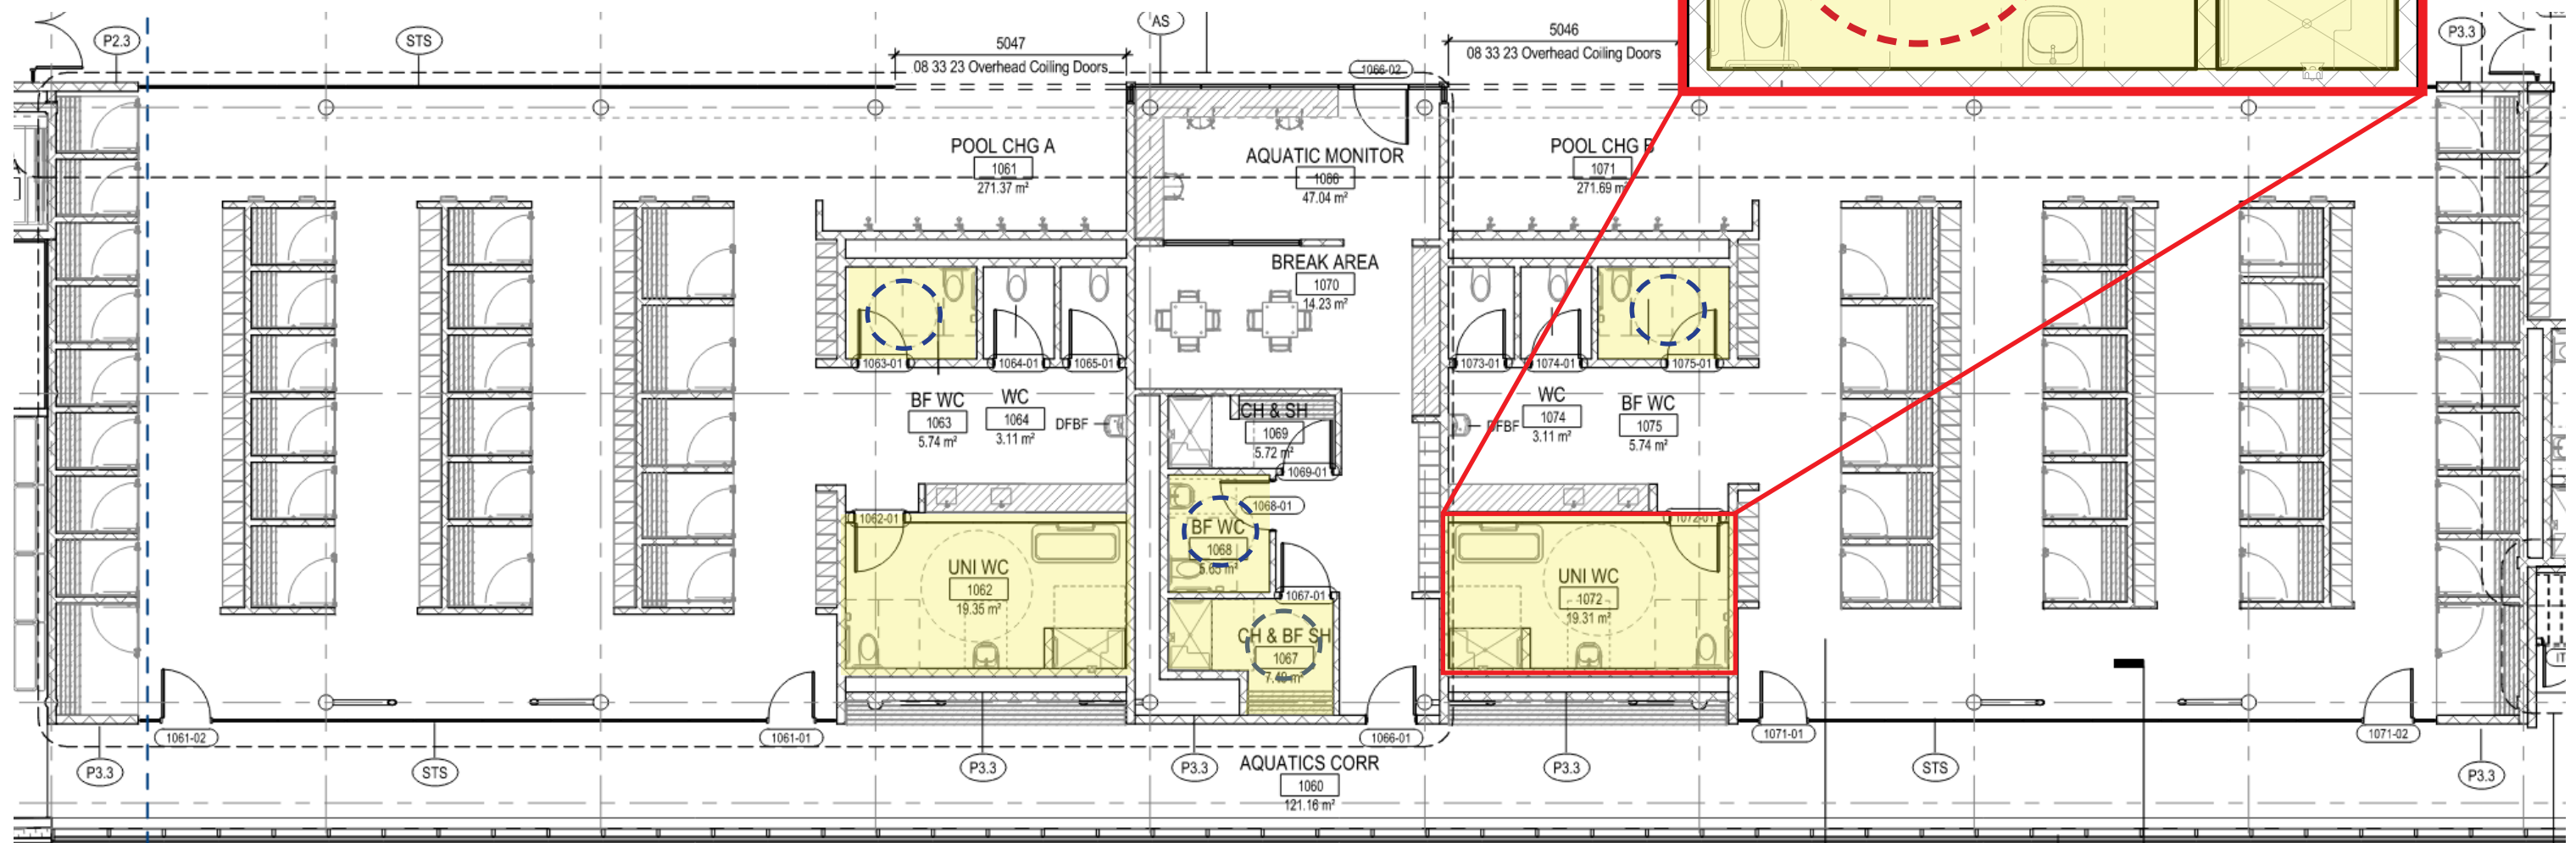 P2.3
STS
5047
08 33 23 Overhead Coiling Doors
AS
1066-02
5046
08 33 23 Overhead Coiling Doors
P3.3
POOL CHG A
1061
271.37 m²
AQUATIC MONITOR
1066
47.04 m²
POOL CHG B
1071
271.69 m²
BREAK AREA
1070
14.23 m²
1063-01
1064-01
1065-01
1073-01
1074-01
1075-01
BF WC
1063
5.74 m²
WC
1064
3.11 m²
DFBF
CH & SH
1069
5.72 m²
1069-01
DFBF
WC
1074
3.11 m²
BF WC
1075
5.74 m²
1062-01
1068-01
1072-01
BF WC
1068
UNI WC
1062
19.35 m²
1067-01
UNI WC
1072
19.31 m²
CH & BF SH
1067
1061-02
1061-01
1066-01
1071-01
1071-02
P3.3
STS
P3.3
P3.3
AQUATICS CORR
1060
121.16 m²
P3.3
STS
P3.3